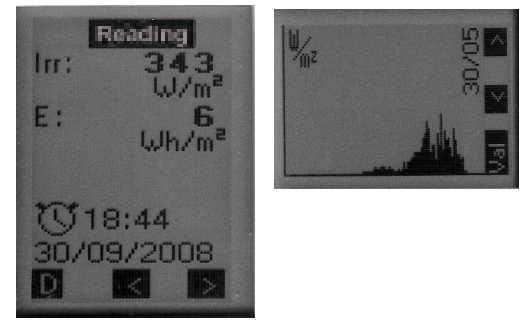 Reading
Irr: 343
W/m²
E: 6
Wh/m²
18:44
30/09/2008
D < >
W/m²
30/05
Val